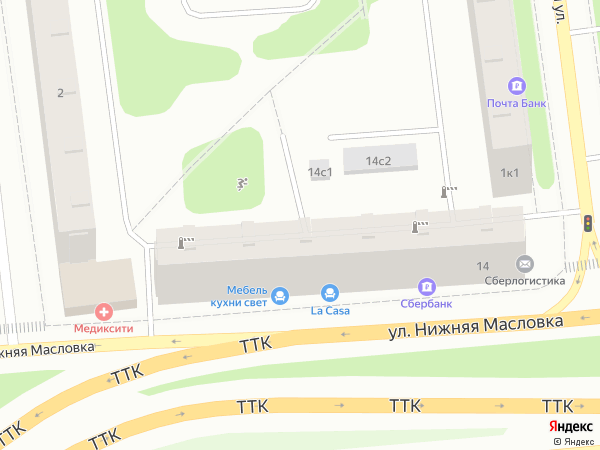 ул.
2
Почта Банк
14с1
14с2
1к1
14
Сберлогистика
Мебель
кухни свет
La Casa
Сбербанк
Медиксити
ул. Нижняя Масловка
жняя Масловка
ТТК
ТТК
ТТК
ТТК
ТТК
ТТК
ТТК
Яндекс
© Яндекс